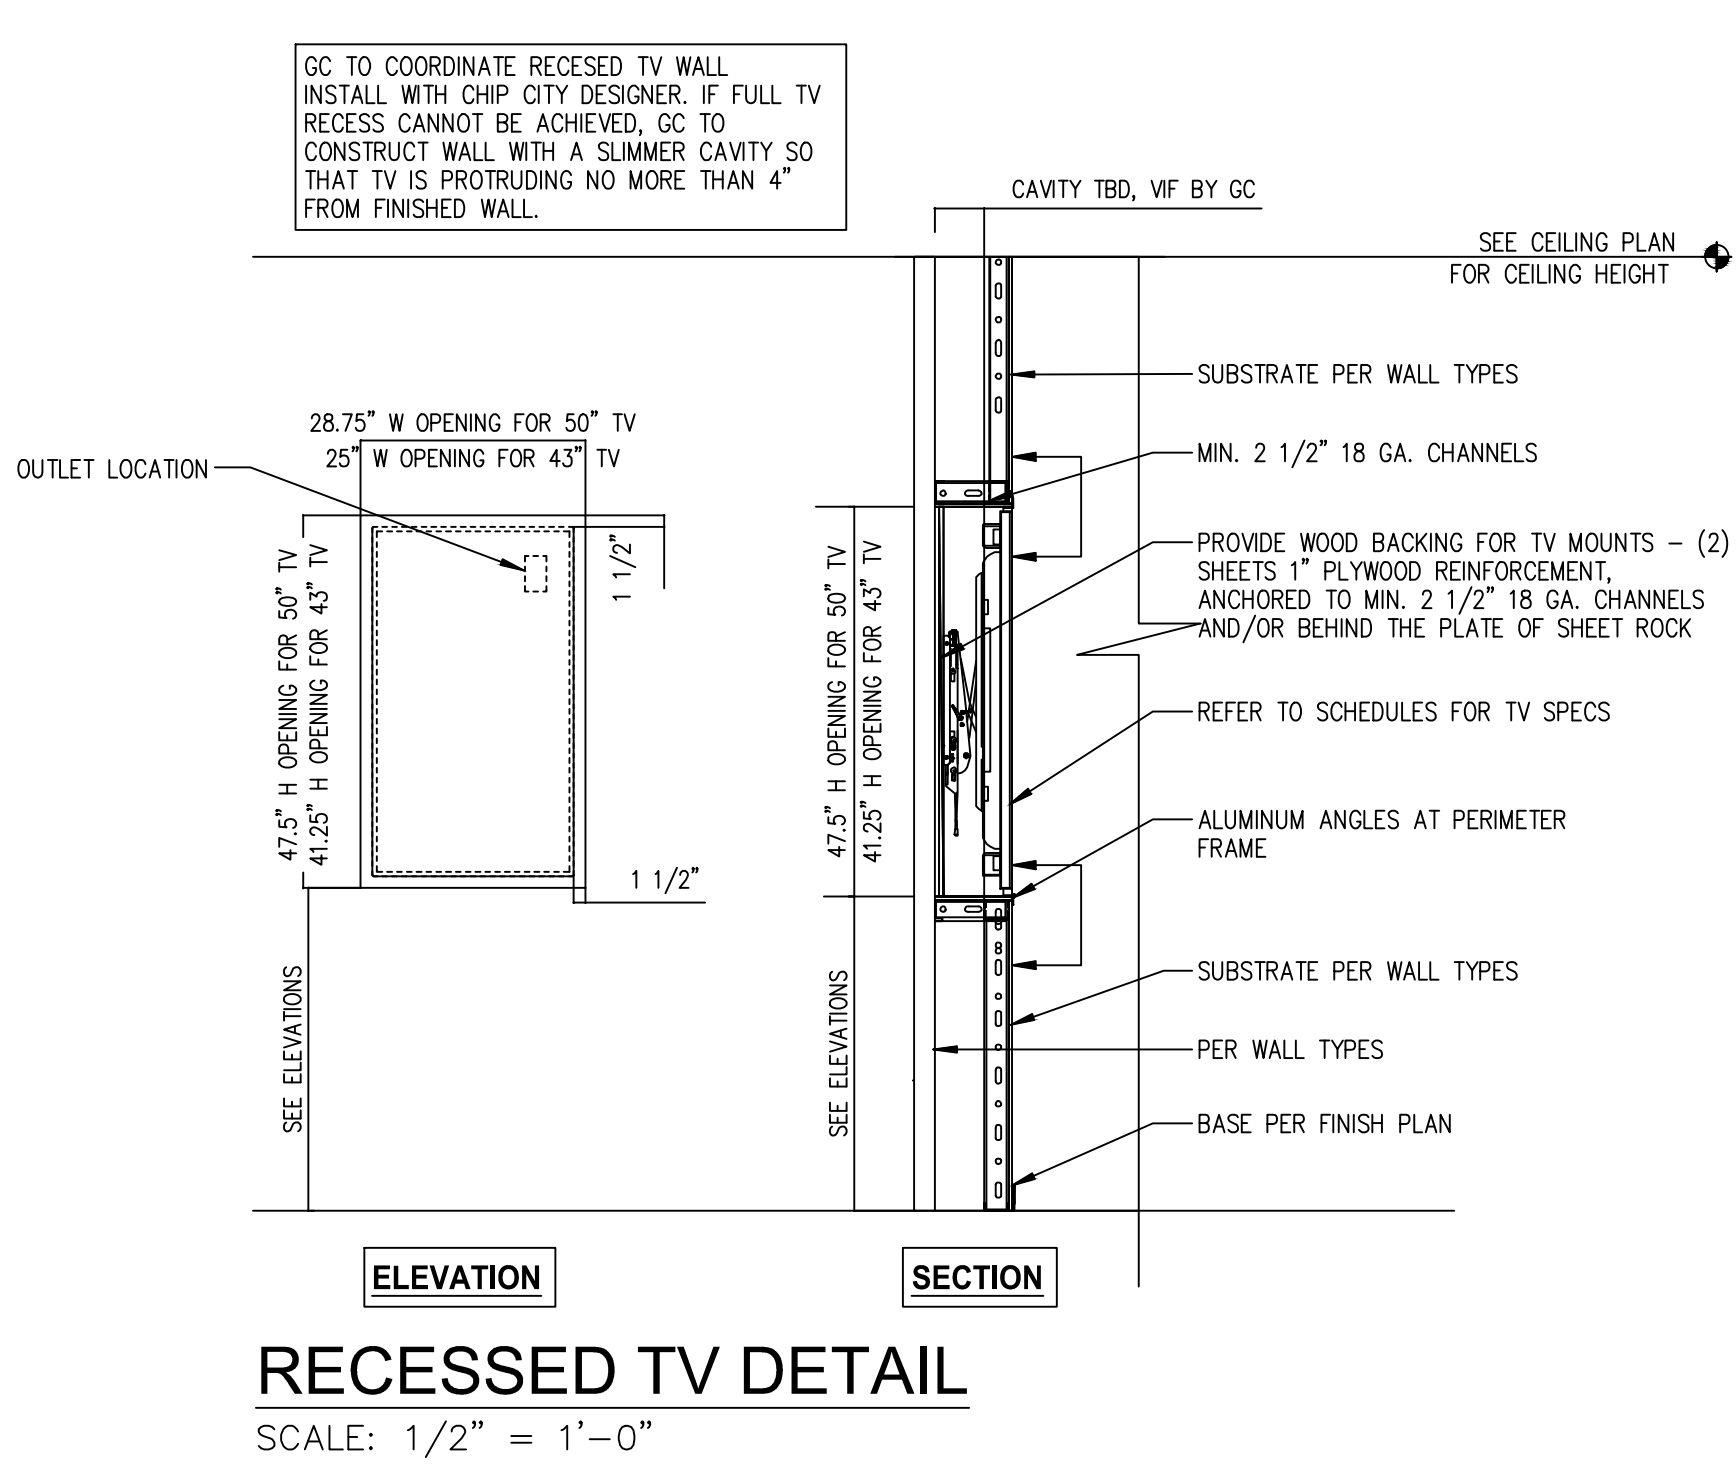 GC TO COORDINATE RECESED TV WALL
INSTALL WITH CHIP CITY DESIGNER. IF FULL TV
RECESS CANNOT BE ACHIEVED, GC TO
CONSTRUCT WALL WITH A SLIMMER CAVITY SO
THAT TV IS PROTRUDING NO MORE THAN 4"
FROM FINISHED WALL.
CAVITY TBD, VIF BY GC
SEE CEILING PLAN
FOR CEILING HEIGHT
28.75" W OPENING FOR 50" TV
25" W OPENING FOR 43" TV
OUTLET LOCATION
47.5" H OPENING FOR 50" TV
41.25" H OPENING FOR 43" TV
1 1/2"
1 1/2"
SEE ELEVATIONS
47.5" H OPENING FOR 50" TV
41.25" H OPENING FOR 43" TV
SEE ELEVATIONS
SUBSTRATE PER WALL TYPES
MIN. 2 1/2" 18 GA. CHANNELS
PROVIDE WOOD BACKING FOR TV MOUNTS – (2)
SHEETS 1" PLYWOOD REINFORCEMENT,
ANCHORED TO MIN. 2 1/2" 18 GA. CHANNELS
AND/OR BEHIND THE PLATE OF SHEET ROCK
REFER TO SCHEDULES FOR TV SPECS
ALUMINUM ANGLES AT PERIMETER
FRAME
SUBSTRATE PER WALL TYPES
PER WALL TYPES
BASE PER FINISH PLAN
ELEVATION
SECTION
RECESSED TV DETAIL
SCALE: 1/2" = 1'–0"